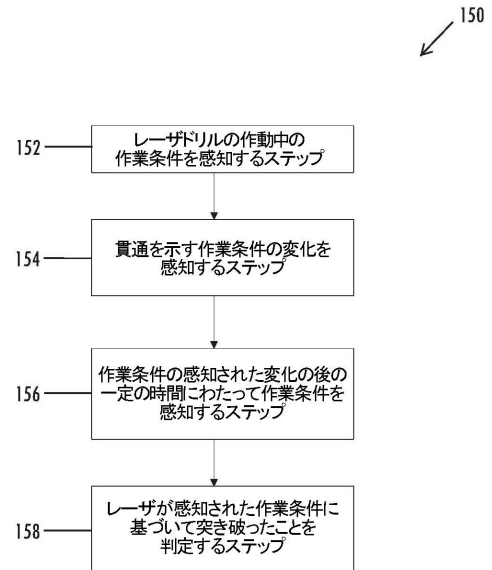 150
152
レーザドリルの作動中の
作業条件を感知するステップ
154
貫通を示す作業条件の変化を
感知するステップ
156
作業条件の感知された変化の後の
一定の時間にわたって作業条件を
感知するステップ
158
レーザが感知された作業条件に
基づいて突き破ったことを
判定するステップ